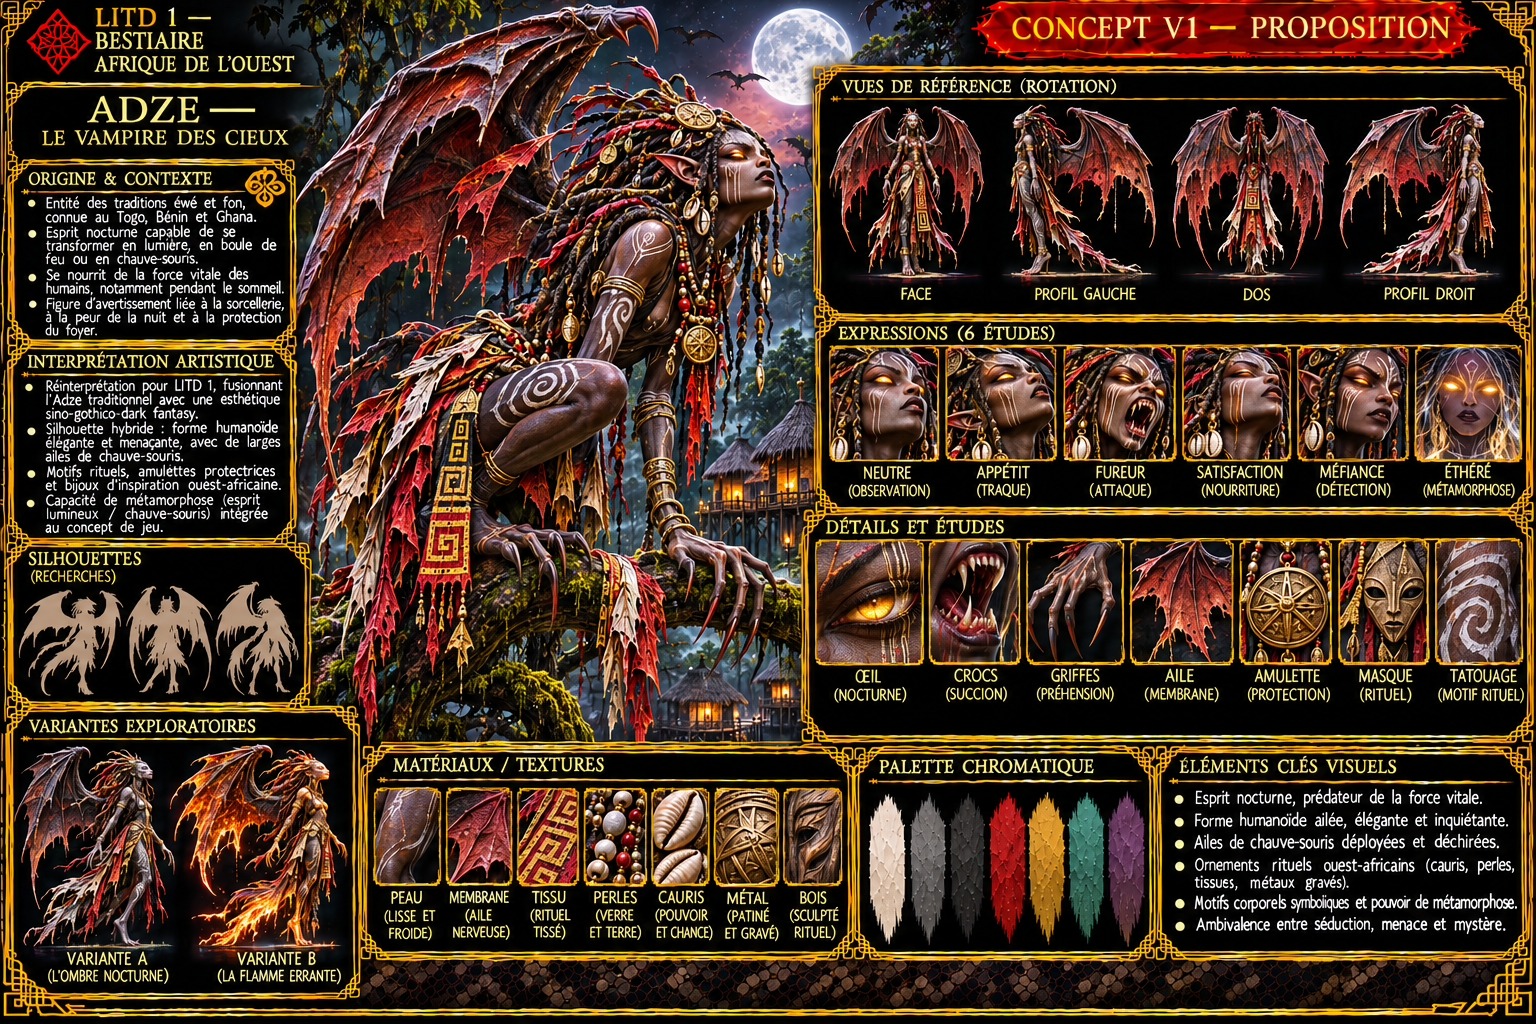 LITD 1 —
BESTIAIRE
AFRIQUE DE L'OUEST
ADZE —
LE VAMPIRE DES CIEUX
ORIGINE & CONTEXTE
Entité des traditions éwé et fon,
connue au Togo, Bénin et Ghana.
Esprit nocturne capable de se
transformer en lumière, en boule de
feu ou en chauve-souris.
Se nourrit de la force vitale des
humains, notamment pendant le sommeil.
Figure d'avertissement liée à la sorcellerie,
à la peur de la nuit et à la protection
du foyer.
INTERPRÉTATION ARTISTIQUE
Réinterprétation pour LITD 1, fusionnant
l'Adze traditionnel avec une esthétique
sino-gothico-dark fantasy.
Silhouette hybride : forme humanoïde
élégante et menaçante, avec de larges
ailes de chauve-souris.
Motifs rituels, amulettes protectrices
et bijoux d'inspiration ouest-africaine.
Capacité de métamorphose (esprit
lumineux / chauve-souris) intégrée
au concept de jeu.
SILHOUETTES
(RECHERCHES)
VARIANTES EXPLORATOIRES
VARIANTE A
(L'OMBRE NOCTURNE)
VARIANTE B
(LA FLAMME ERRANTE)
CONCEPT V1 — PROPOSITION
VUES DE RÉFÉRENCE (ROTATION)
FACE
PROFIL GAUCHE
DOS
PROFIL DROIT
EXPRESSIONS (6 ÉTUDES)
NEUTRE
(OBSERVATION)
APPÉTIT
(TRAQUE)
FUREUR
(ATTAQUE)
SATISFACTION
(NOURRITURE)
MÉFIANCE
(DÉTECTION)
ÉTHÉRÉ
(MÉTAMORPHOSE)
DÉTAILS ET ÉTUDES
ŒIL
(NOCTURNE)
CROCS
(SUCCION)
GRIFFES
(PRÉHENSION)
AILE
(MEMBRANE)
AMULETTE
(PROTECTION)
MASQUE
(RITUEL)
TATOUAGE
(MOTIF RITUEL)
MATÉRIAUX / TEXTURES
PEAU
(LISSE ET
FROIDE)
MEMBRANE
(AILE
NERVEUSE)
TISSU
(RITUEL
TISSÉ)
PERLES
(VERRE
ET TERRE)
CAURIS
(POUVOIR
ET CHANCE)
MÉTAL
(PATINÉ
ET GRAVÉ)
BOIS
(SCULPTÉ
RITUEL)
PALETTE CHROMATIQUE
ÉLÉMENTS CLÉS VISUELS
Esprit nocturne, prédateur de la force vitale.
Forme humanoïde ailée, élégante et inquiétante.
Ailes de chauve-souris déployées et déchirées.
Ornements rituels ouest-africains (cauris, perles,
tissues, métaux gravés).
Motifs corporels symboliques et pouvoir de métamorphose.
Ambivalence entre séduction, menace et mystère.